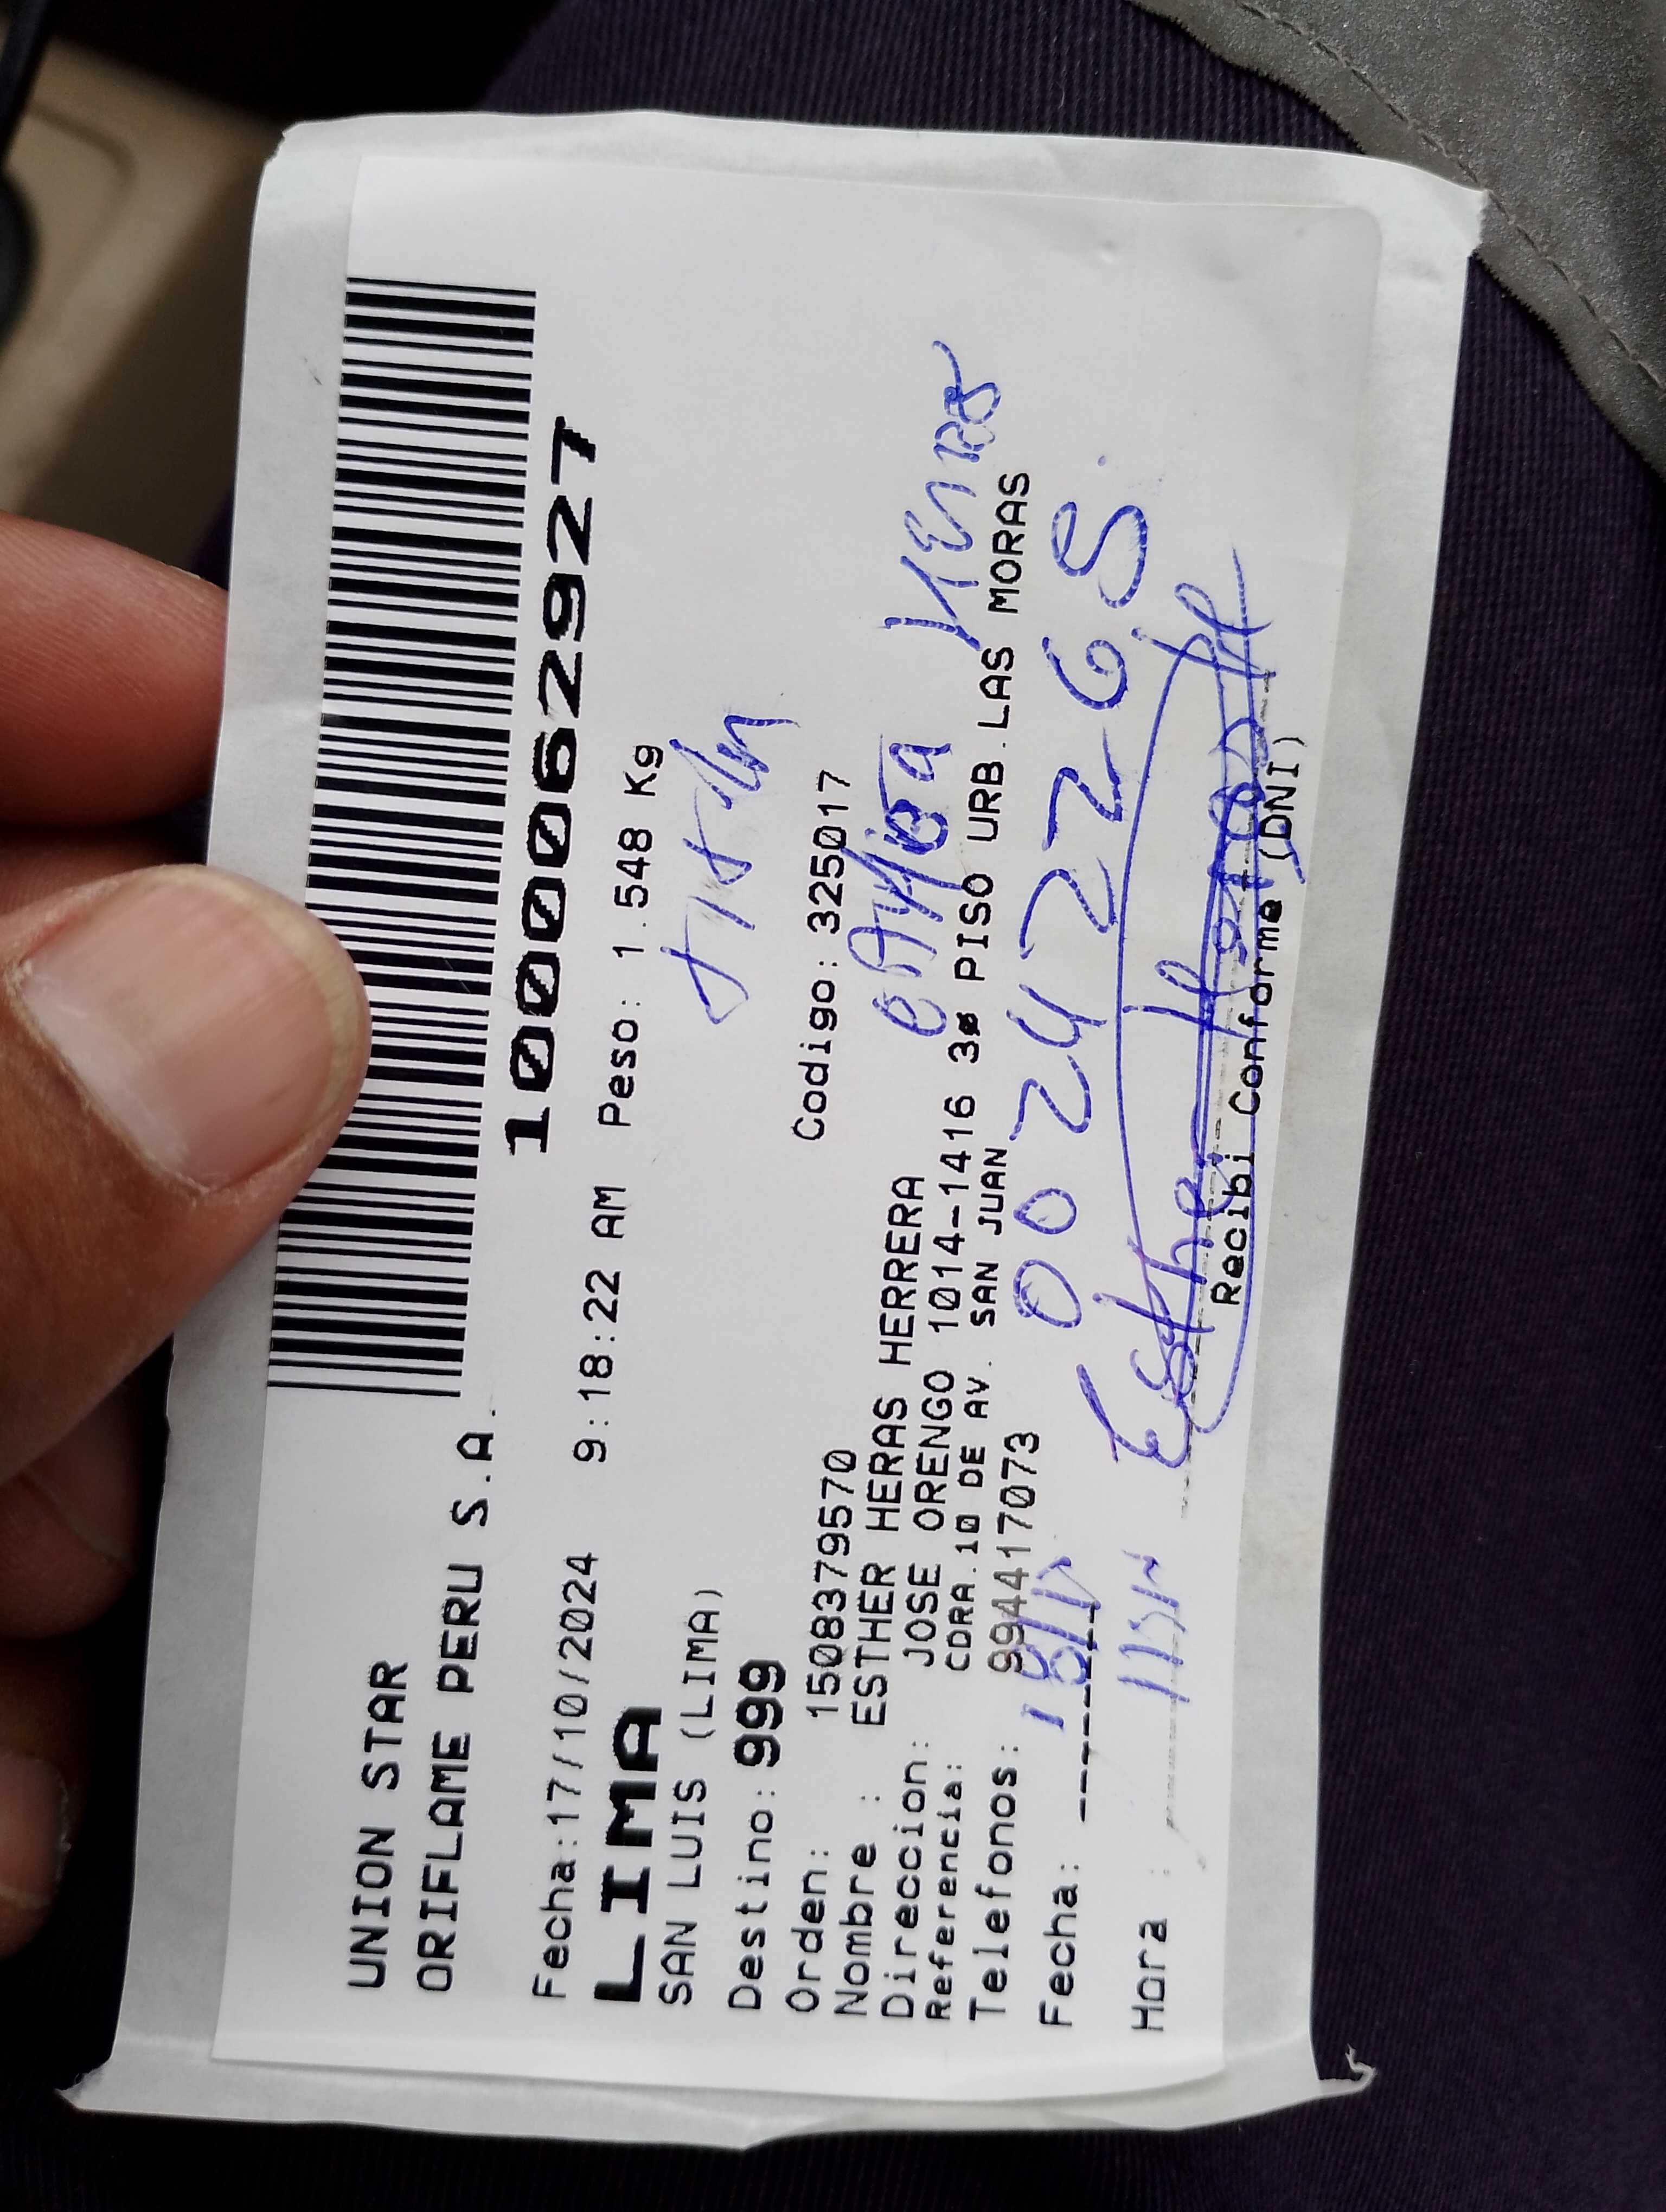 UNION STAR
ORIFLAME PERU S.A.
1000062927
Fecha:17/10/2024 9:18:22 AM Peso: 1.548 Kg
LIMA
SAN LUIS (LIMA)
Destino: 999
Orden: 1508379570 Codigo: 325017
Nombre : ESTHER HERAS HERRERA
Direccion: JOSE ORENGO 1014-1416 3ø PISO URB.LAS MORAS
Referencia: CDRA.10 DE AV. SAN JUAN
Telefonos: 994417073
00242265
Fecha:
Hora :
Esther Heras H
Recibi Conforme (DNI)